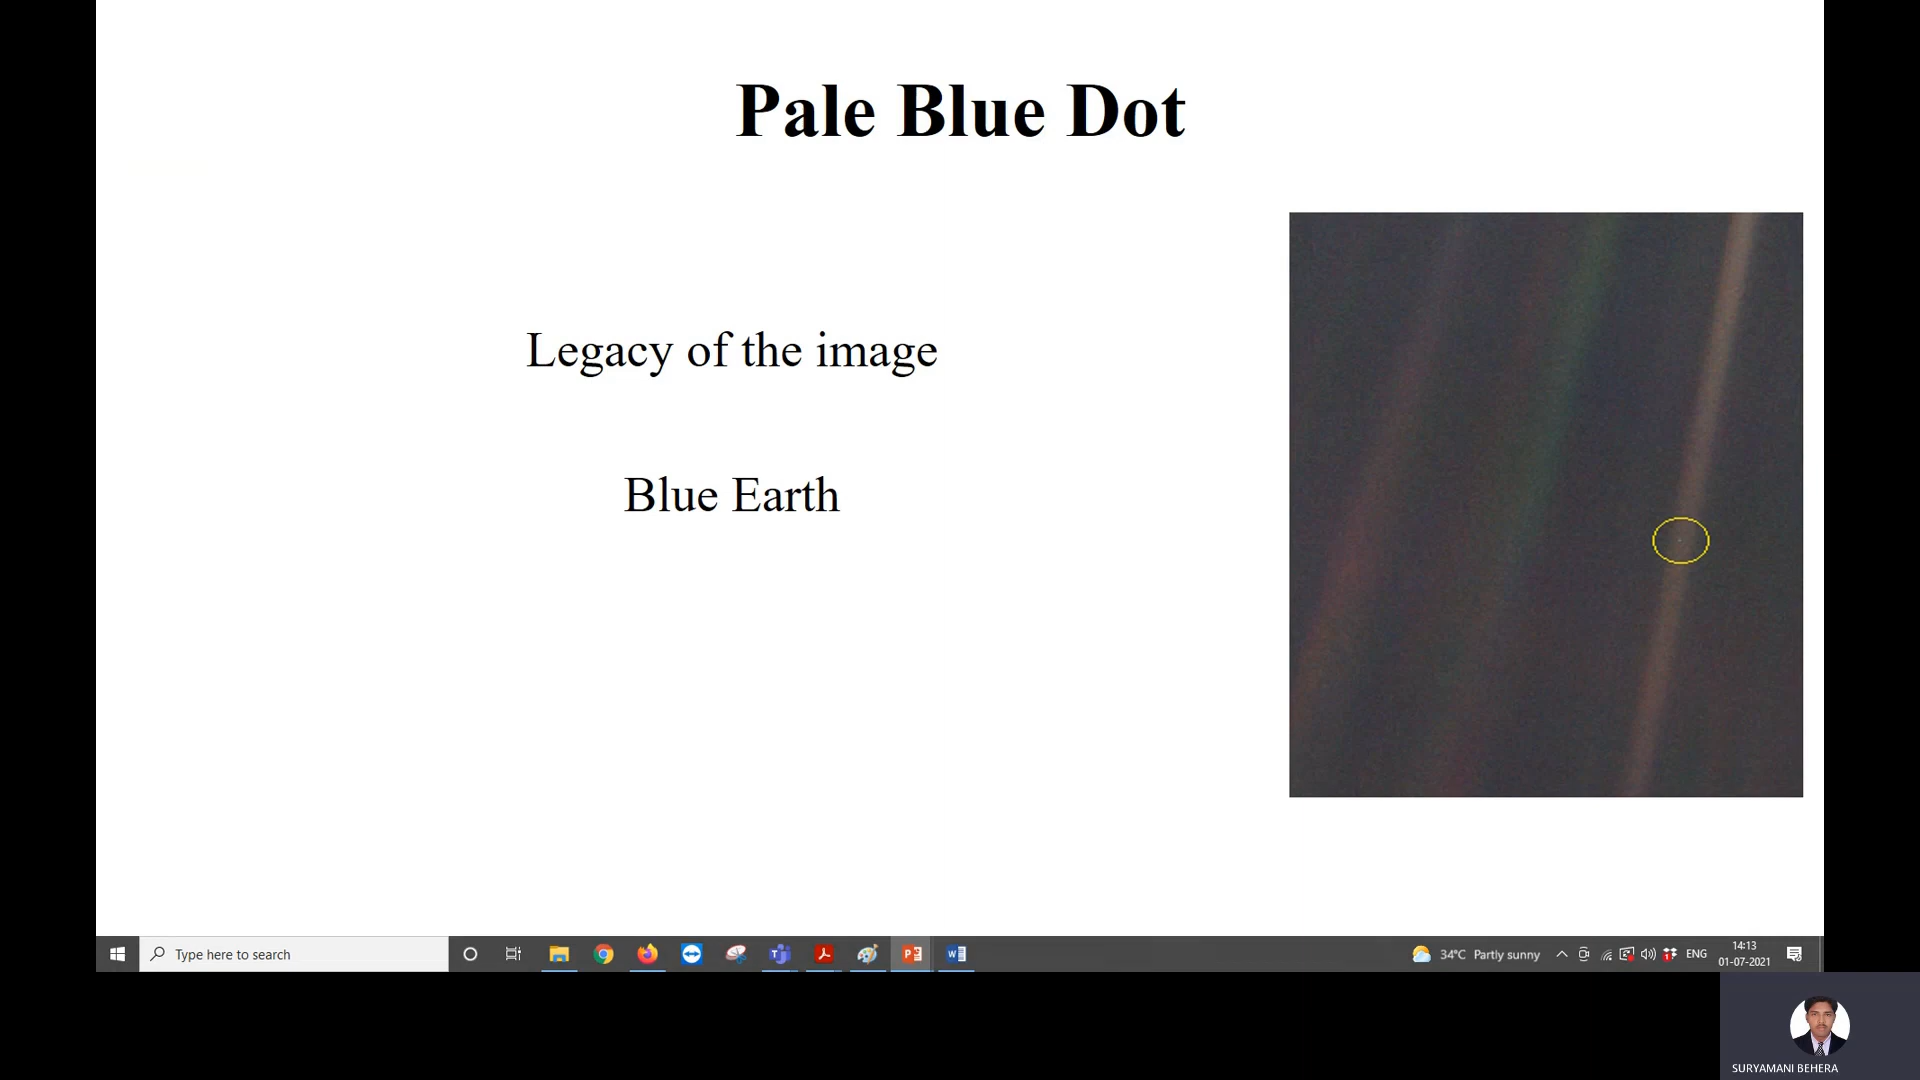 Pale Blue Dot
Legacy of the image
Blue Earth
Type here to search
34°C Partly sunny
ENG
14:13
01-07-2021
SURYAMANI BEHERA